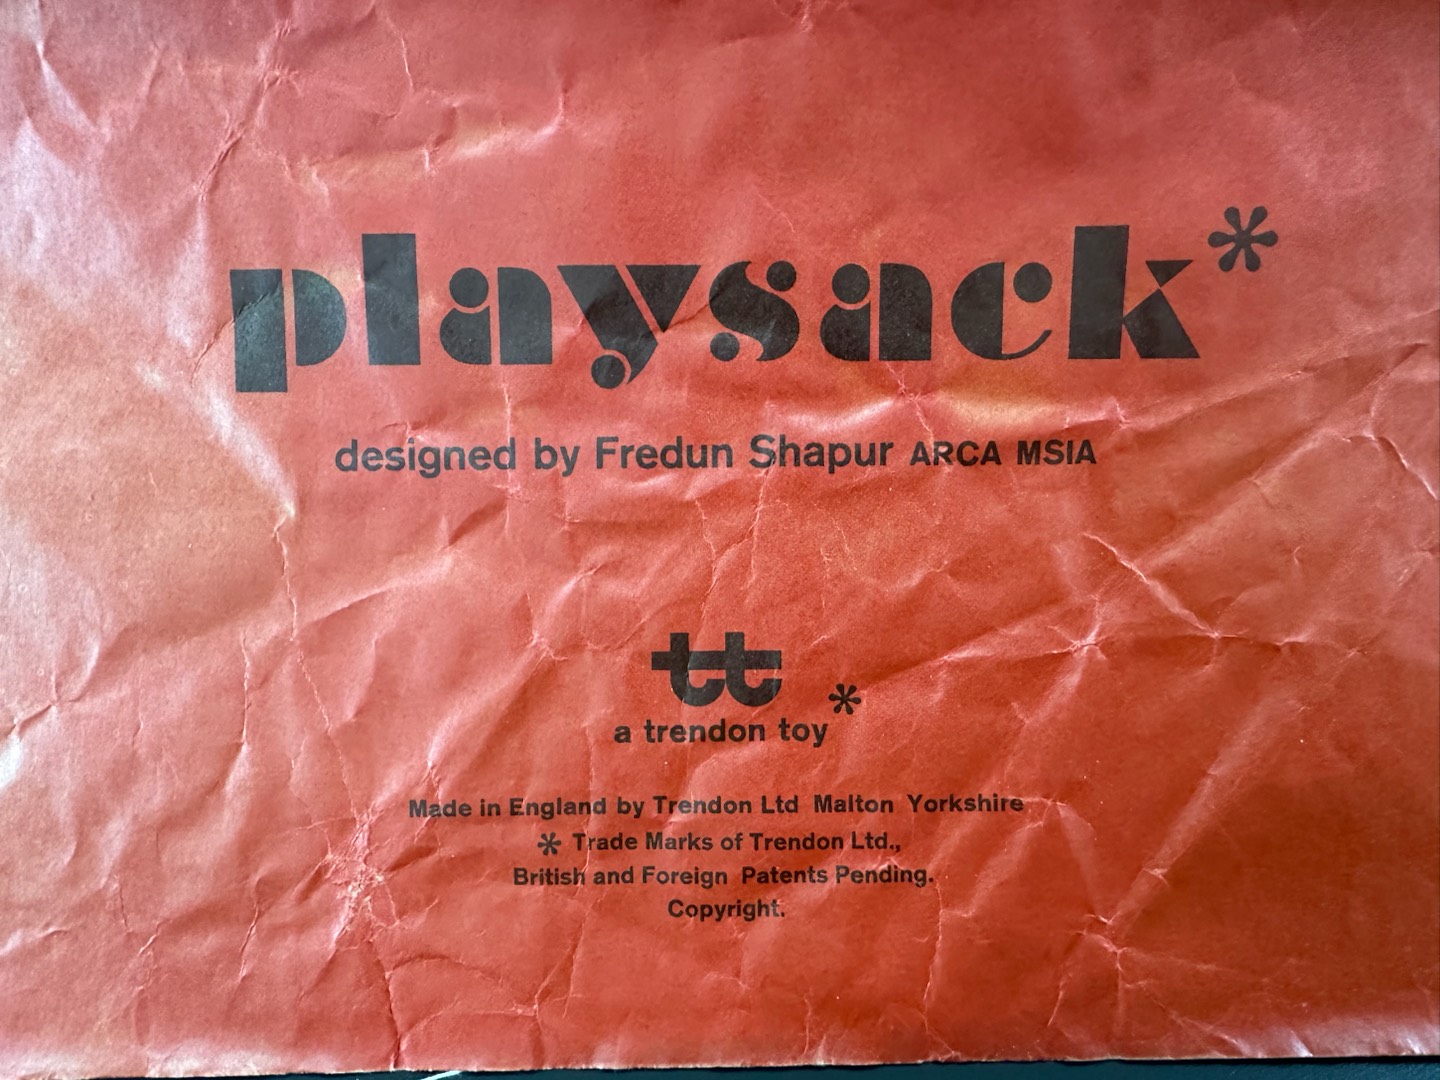 playsack*
designed by Fredun Shapur ARCA MSIA
tt
a trendon toy*
Made in England by Trendon Ltd Malton Yorkshire
* Trade Marks of Trendon Ltd.,
British and Foreign Patents Pending.
Copyright.